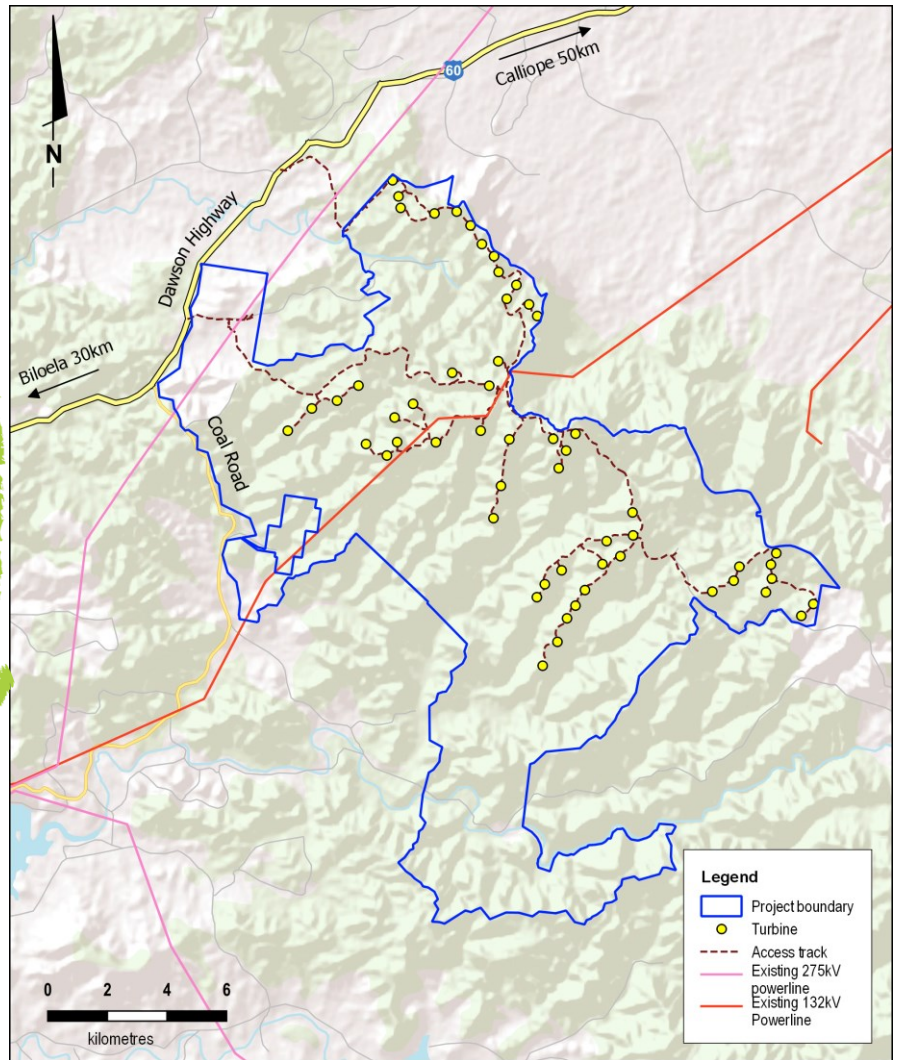 Calliope 50km
60
N
Dawson Highway
Biloela 30km
Coal Road
Legend
Project boundary
Turbine
Access track
Existing 275kV
powerline
Existing 132kV
Powerline
0 2 4 6
kilometres